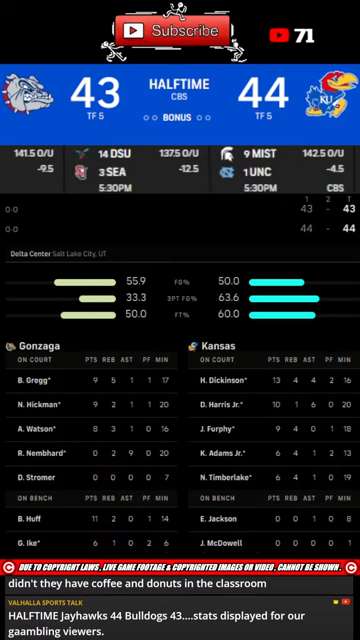 Subscribe
71
43
TF 5
HALFTIME
CBS
BONUS
44
TF 5
KU
141.5 O/U
-9.5
14 DSU
3 SEA
5:30PM
137.5 O/U
-12.5
9 MIST
1 UNC
5:30PM
142.5 O/U
-4.5
CBS
1 2 T
0-0 43 - 43
0-0 44 - 44
Delta Center Salt Lake City, UT
55.9 FG% 50.0
33.3 3PT FG% 63.6
50.0 FT% 60.0
Gonzaga
ON COURT PTS REB AST PF MIN
B. Gregg* 9 5 1 1 17
N. Hickman* 9 2 1 1 20
A. Watson* 8 3 1 0 16
R. Nembhard* 0 2 9 0 20
D. Stromer 0 0 0 0 7
ON BENCH PTS REB AST PF MIN
B. Huff 11 2 0 1 14
G. Ike* 6 1 0 2 6
Kansas
ON COURT PTS REB AST PF MIN
H. Dickinson* 13 4 4 2 16
D. Harris Jr.* 10 1 6 0 20
J. Furphy* 9 4 0 1 18
K. Adams Jr.* 6 4 1 2 13
N. Timberlake* 6 4 1 0 19
ON BENCH PTS REB AST PF MIN
E. Jackson 0 0 0 1 8
J. McDowell 0 0 0 0 1
© DUE TO COPYRIGHT LAWS. LIVE GAME FOOTAGE & COPYRIGHTED IMAGES ON VIDEO. CANNOT BE SHOWN. ©
didn't they have coffee and donuts in the classroom
VALHALLA SPORTS TALK
HALFTIME Jayhawks 44 Bulldogs 43....stats displayed for our
gaambling viewers.